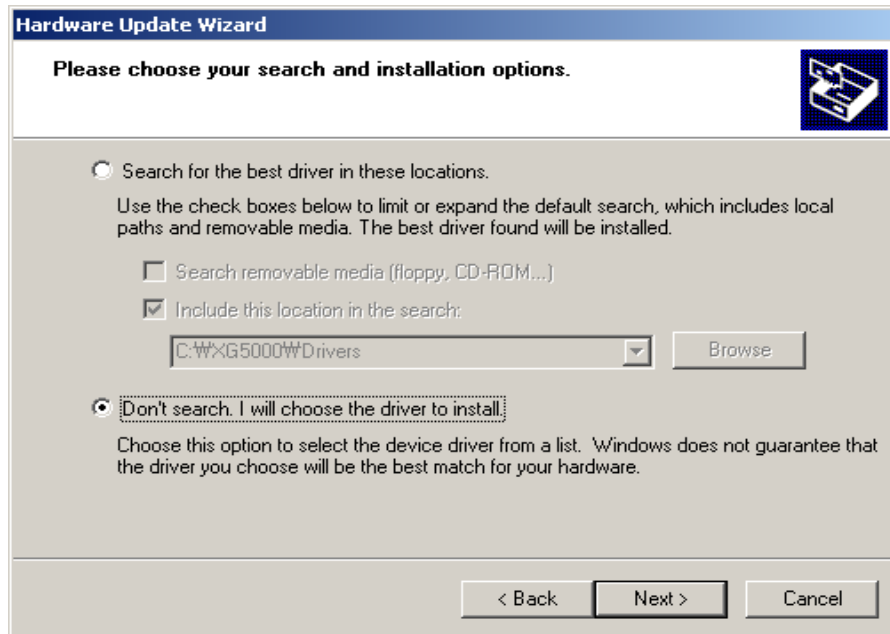 Hardware Update Wizard
Please choose your search and installation options.
Search for the best driver in these locations.
Use the check boxes below to limit or expand the default search, which includes local
paths and removable media. The best driver found will be installed.
Search removable media (floppy, CD-ROM...)
Include this location in the search:
C:₩XG5000₩Drivers
Browse
Don't search. I will choose the driver to install.
Choose this option to select the device driver from a list.  Windows does not guarantee that
the driver you choose will be the best match for your hardware.
< Back
Next >
Cancel